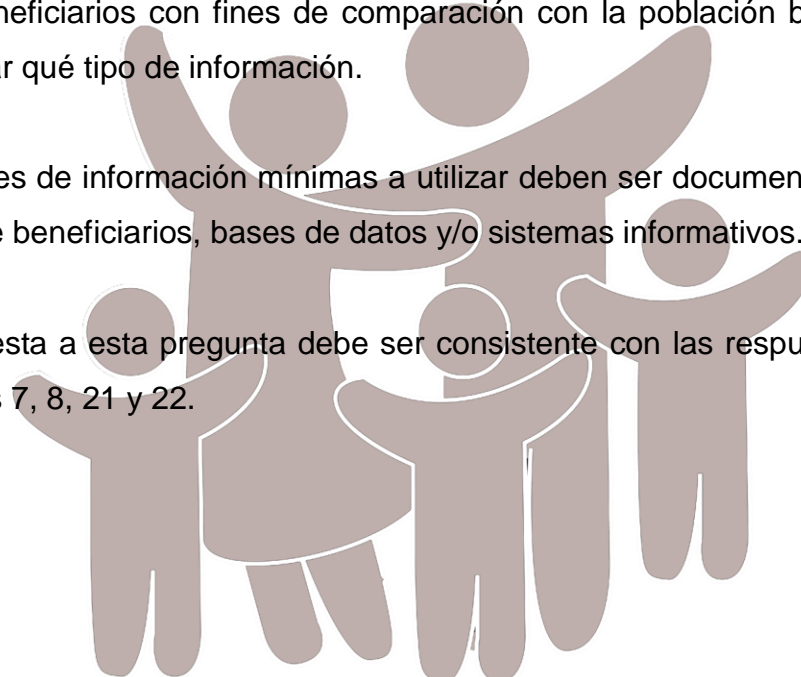 neficiarios con fines de comparación con la población b
ar qué tipo de información.
es de información mínimas a utilizar deben ser documen
e beneficiarios, bases de datos y/o sistemas informativos.
esta a esta pregunta debe ser consistente con las respu
s 7, 8, 21 y 22.